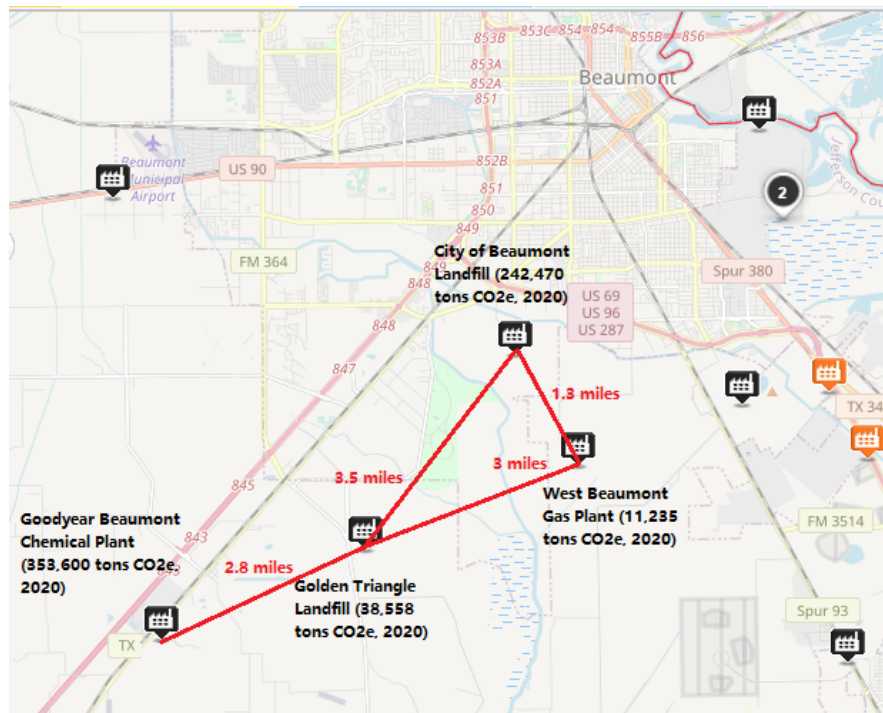 853B
853C
854
854
855B
856
853A
852A
851
Beaumont
Beaumont
Municipal
Airport
US 90
852B
851
850
849
Jefferson Cou
2
City of Beaumont
Landfill (242,470
tons CO2e, 2020)
FM 364
849
848
848
Spur 380
US 69
US 96
US 287
847
1.3 miles
TX 34
845
3.5 miles
3 miles
West Beaumont
Gas Plant (11,235
tons CO2e, 2020)
FM 3514
Goodyear Beaumont
Chemical Plant
(353,600 tons CO2e,
2020)
843
843
2.8 miles
Golden Triangle
Landfill (38,558
tons CO2e, 2020)
Spur 93
TX